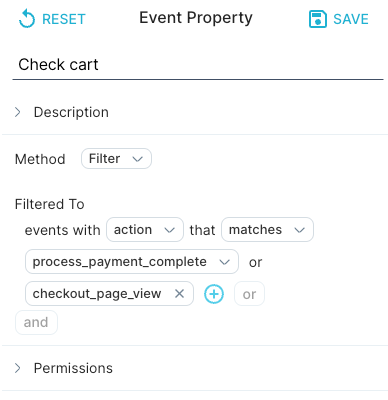 RESET Event Property SAVE
Check cart
Description
Method Filter
Filtered To
events with action that matches
process_payment_complete or
checkout_page_view or
and
Permissions